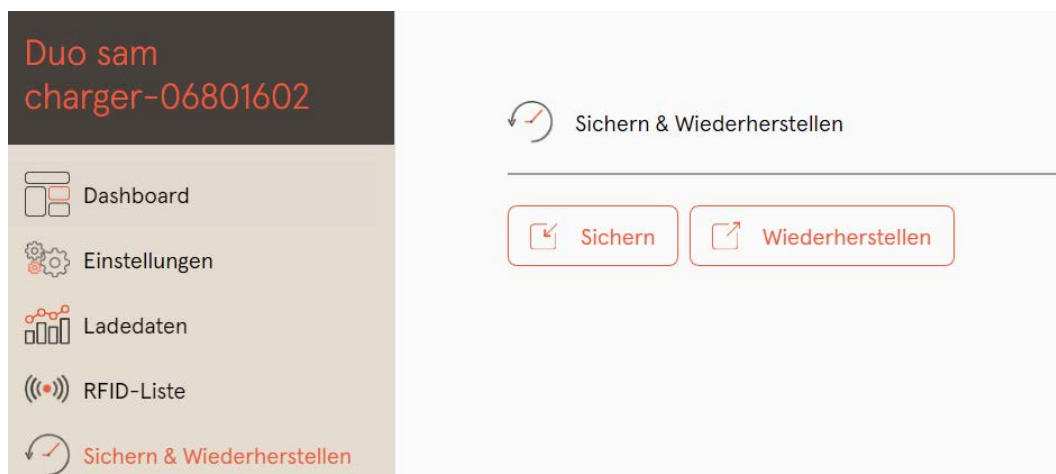 Duo sam
charger-06801602
Dashboard
Einstellungen
Ladedaten
RFID-Liste
Sichern & Wiederherstellen
Sichern & Wiederherstellen
Sichern
Wiederherstellen